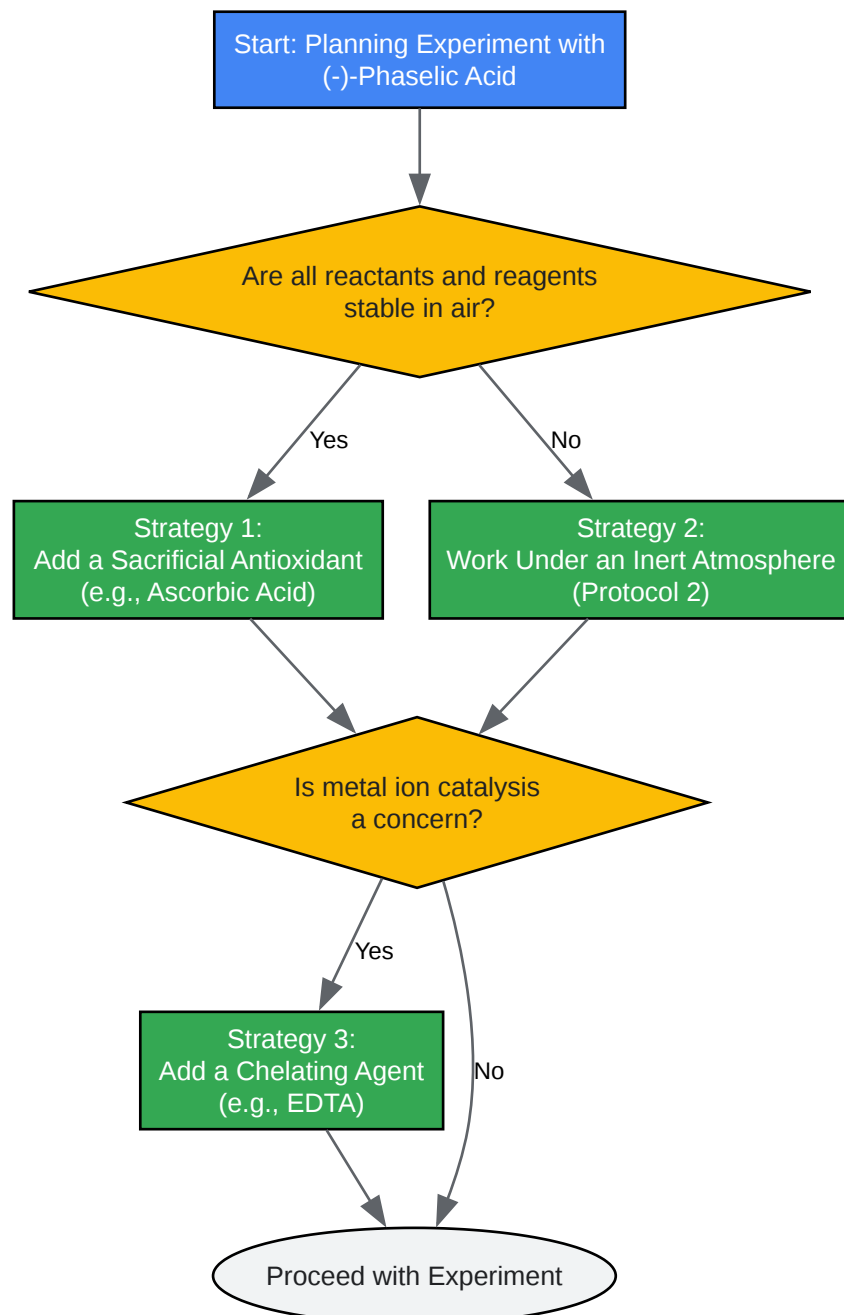 Start: Planning Experiment with
(-)-Phaselic Acid
Are all reactants and reagents
stable in air?
Yes
No
Strategy 1:
Add a Sacrificial Antioxidant
(e.g., Ascorbic Acid)
Strategy 2:
Work Under an Inert Atmosphere
(Protocol 2)
Is metal ion catalysis
a concern?
Yes
No
Strategy 3:
Add a Chelating Agent
(e.g., EDTA)
Proceed with Experiment